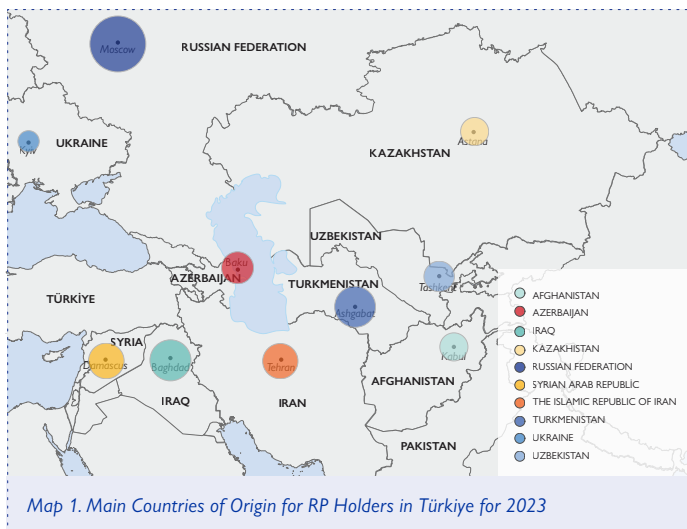 Moscow
RUSSIAN FEDERATION
Kyiv
UKRAINE
Astana
KAZAKHSTAN
UZBEKISTAN
Baku
AZERBAIJAN
TURKMENISTAN
Tashkent
TÜRKİYE
Ashgabat
SYRIA
Damascus
Baghdad
Tehran
Kabul
IRAQ
IRAN
AFGHANISTAN
PAKISTAN
AFGHANISTAN
AZERBAIJAN
IRAQ
KAZAKHSTAN
RUSSIAN FEDERATION
SYRIAN ARAB REPUBLIC
THE ISLAMIC REPUBLIC OF IRAN
TURKMENISTAN
UKRAINE
UZBEKISTAN
Map 1. Main Countries of Origin for RP Holders in Türkiye for 2023